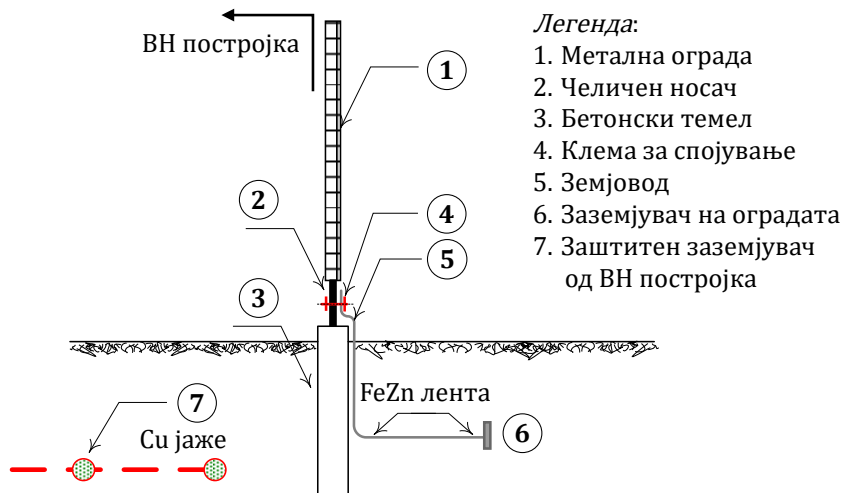 ВН постројка
1
2
4
5
3
FeZn лента
7
6
Cu јаже
Легенда:
1. Метална ограда
2. Челичен носач
3. Бетонски темел
4. Клема за спојување
5. Земјовод
6. Заземјувач на оградата
7. Заштитен заземјувач
од ВН постројка